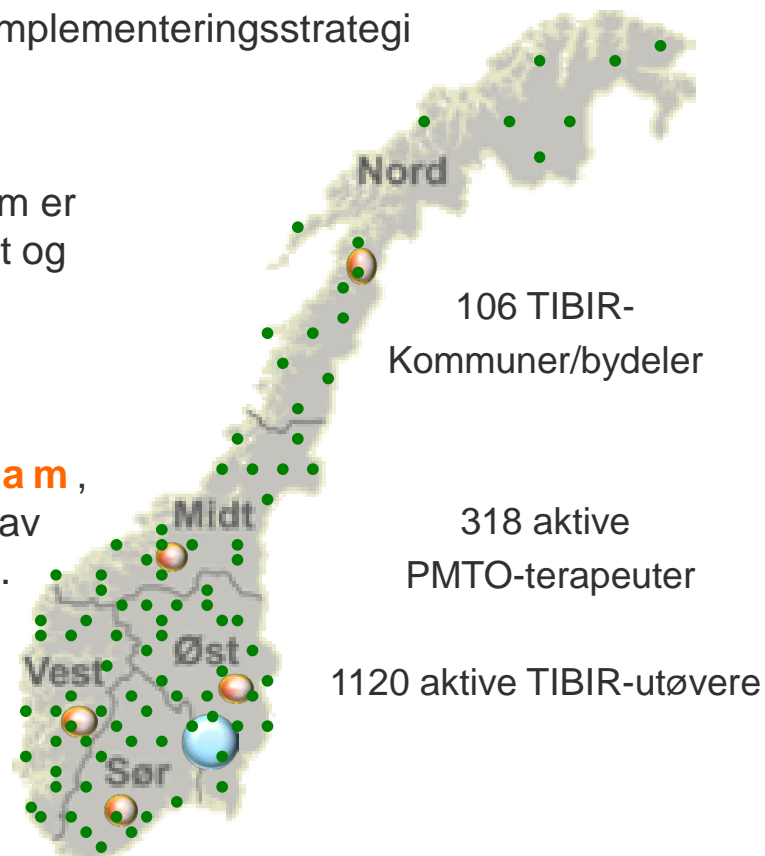 mplementeringsstrategi
m er
t og
am,
av
.
Nord
106 TIBIR-
Kommuner/bydeler
Midt
318 aktive
PMTO-terapeuter
Vest
Øst
1120 aktive TIBIR-utøvere
Sør